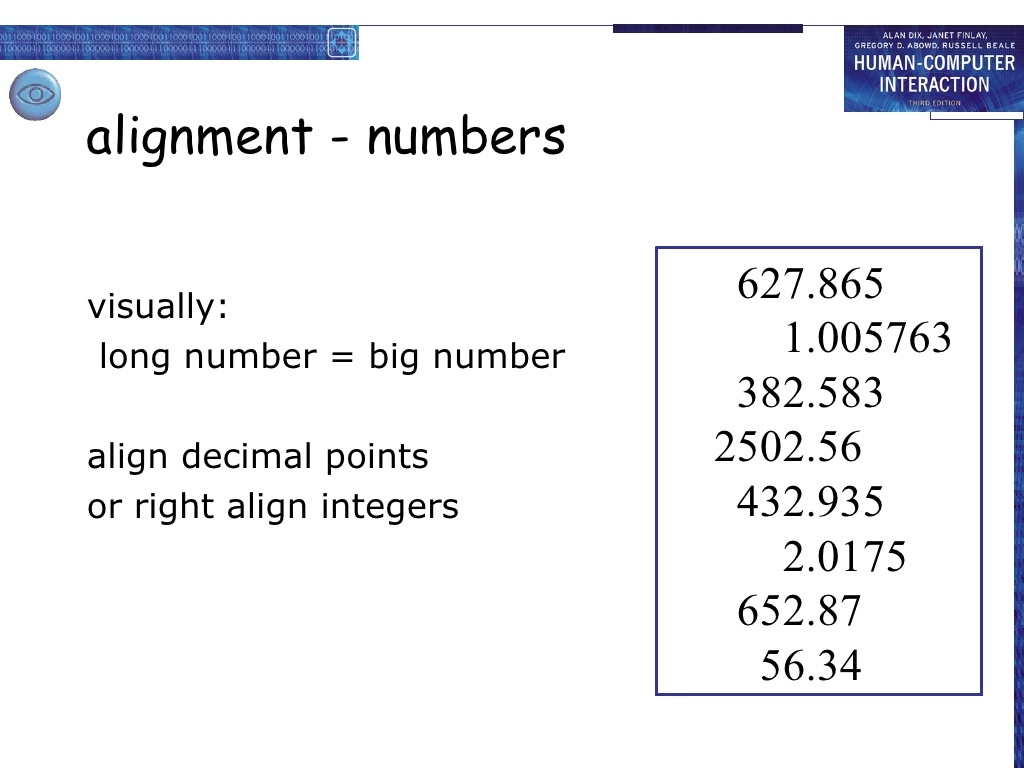 ALAN DIX, JANET FINLAY,
GREGORY D. ABOWD, RUSSELL BEALE
HUMAN-COMPUTER
INTERACTION
THIRD EDITION
alignment - numbers
visually:
long number = big number
align decimal points
or right align integers
627.865
1.005763
382.583
2502.56
432.935
2.0175
652.87
56.34